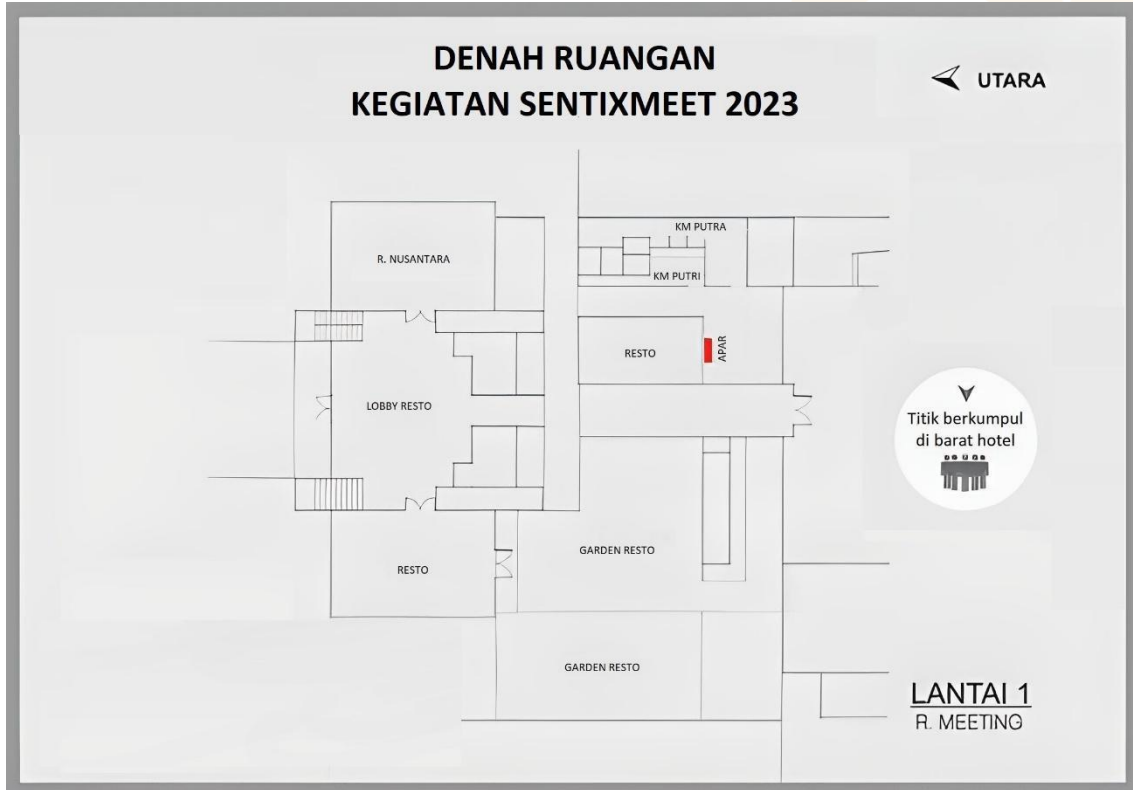 DENAH RUANGAN
KEGIATAN SENTIXMEET 2023
UTARA
KM PUTRA
R. NUSANTARA
KM PUTRI
RESTO
APAR
LOBBY RESTO
Titik berkumpul
di barat hotel
GARDEN RESTO
RESTO
GARDEN RESTO
LANTAI 1
R. MEETING